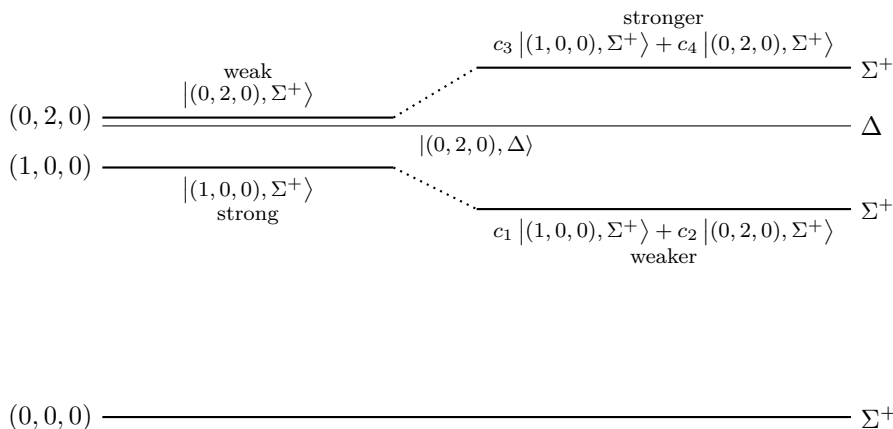 stronger
c₃ |(1, 0, 0), Σ⁺⟩ + c₄ |(0, 2, 0), Σ⁺⟩
Σ⁺
weak
|(0, 2, 0), Σ⁺⟩
(0, 2, 0)
Δ
|(0, 2, 0), Δ⟩
(1, 0, 0)
|(1, 0, 0), Σ⁺⟩
strong
Σ⁺
c₁ |(1, 0, 0), Σ⁺⟩ + c₂ |(0, 2, 0), Σ⁺⟩
weaker
(0, 0, 0)
Σ⁺